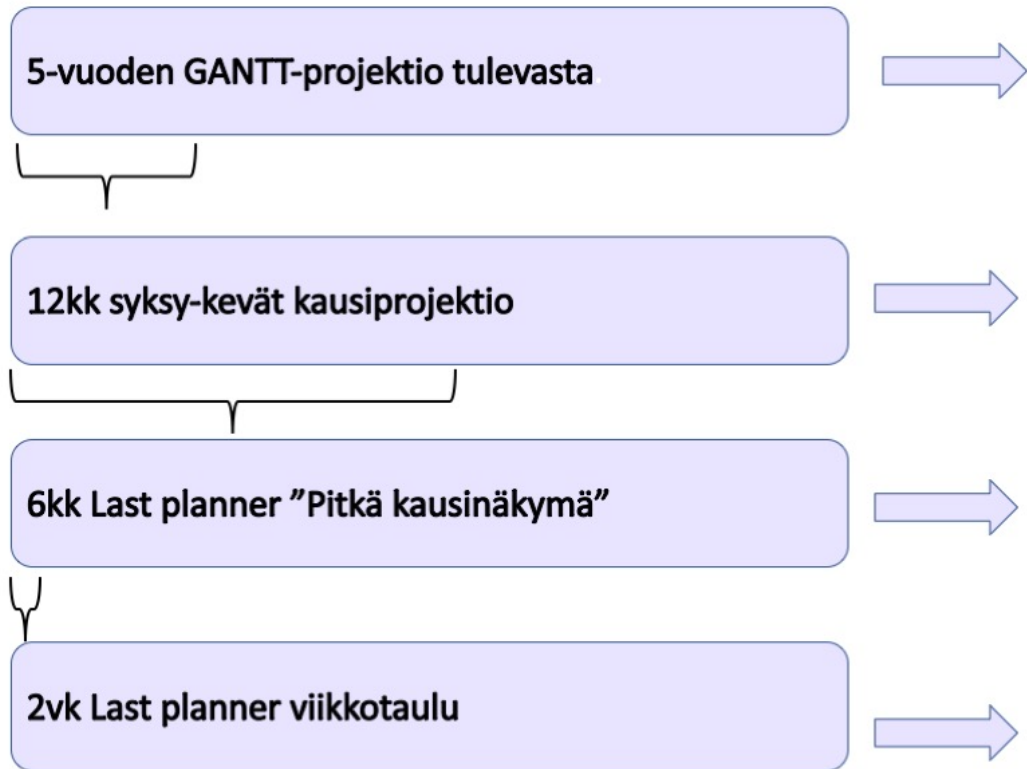 5-vuoden GANTT-projektio tulevasta
12kk syksy-kevät kausiprojektio
6kk Last planner ”Pitkä kausinäkymä”
2vk Last planner viikkotaulu